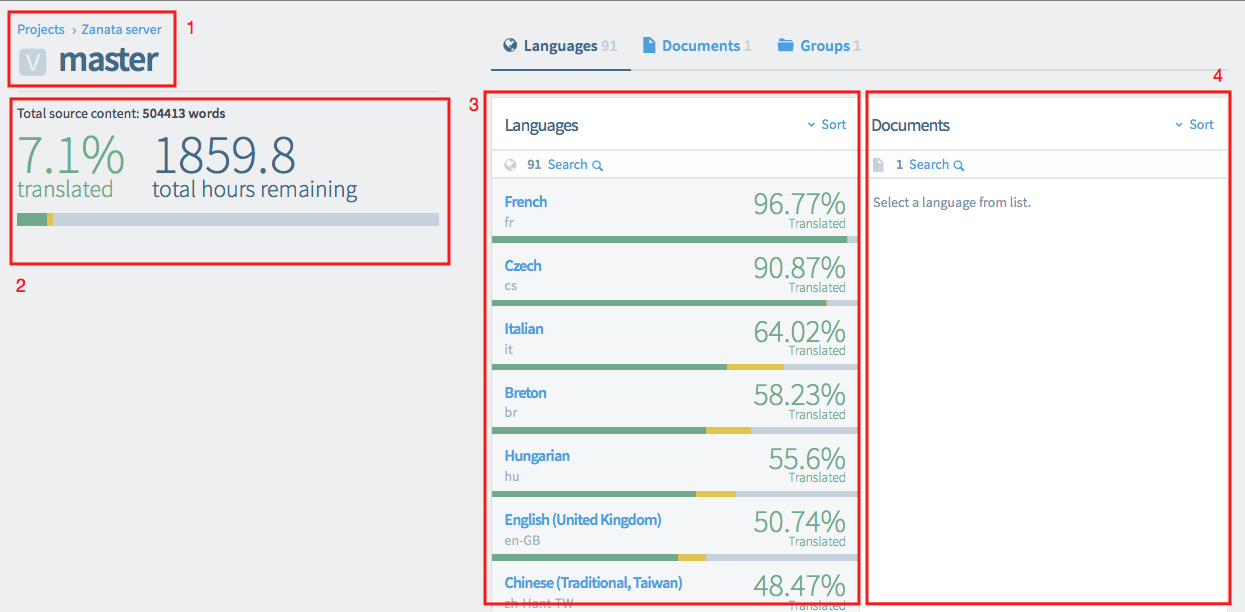 Projects › Zanata server
1
V master
2
Total source content: 504413 words
7.1% 1859.8
translated total hours remaining
Languages 91 Documents 1 Groups 1
3
Languages Sort
91 Search
French 96.77%
fr Translated
Czech 90.87%
cs Translated
Italian 64.02%
it Translated
Breton 58.23%
br Translated
Hungarian 55.6%
hu Translated
English (United Kingdom) 50.74%
en-GB Translated
Chinese (Traditional, Taiwan) 48.47%
zh-Hant-TW Translated
4
Documents Sort
1 Search
Select a language from list.